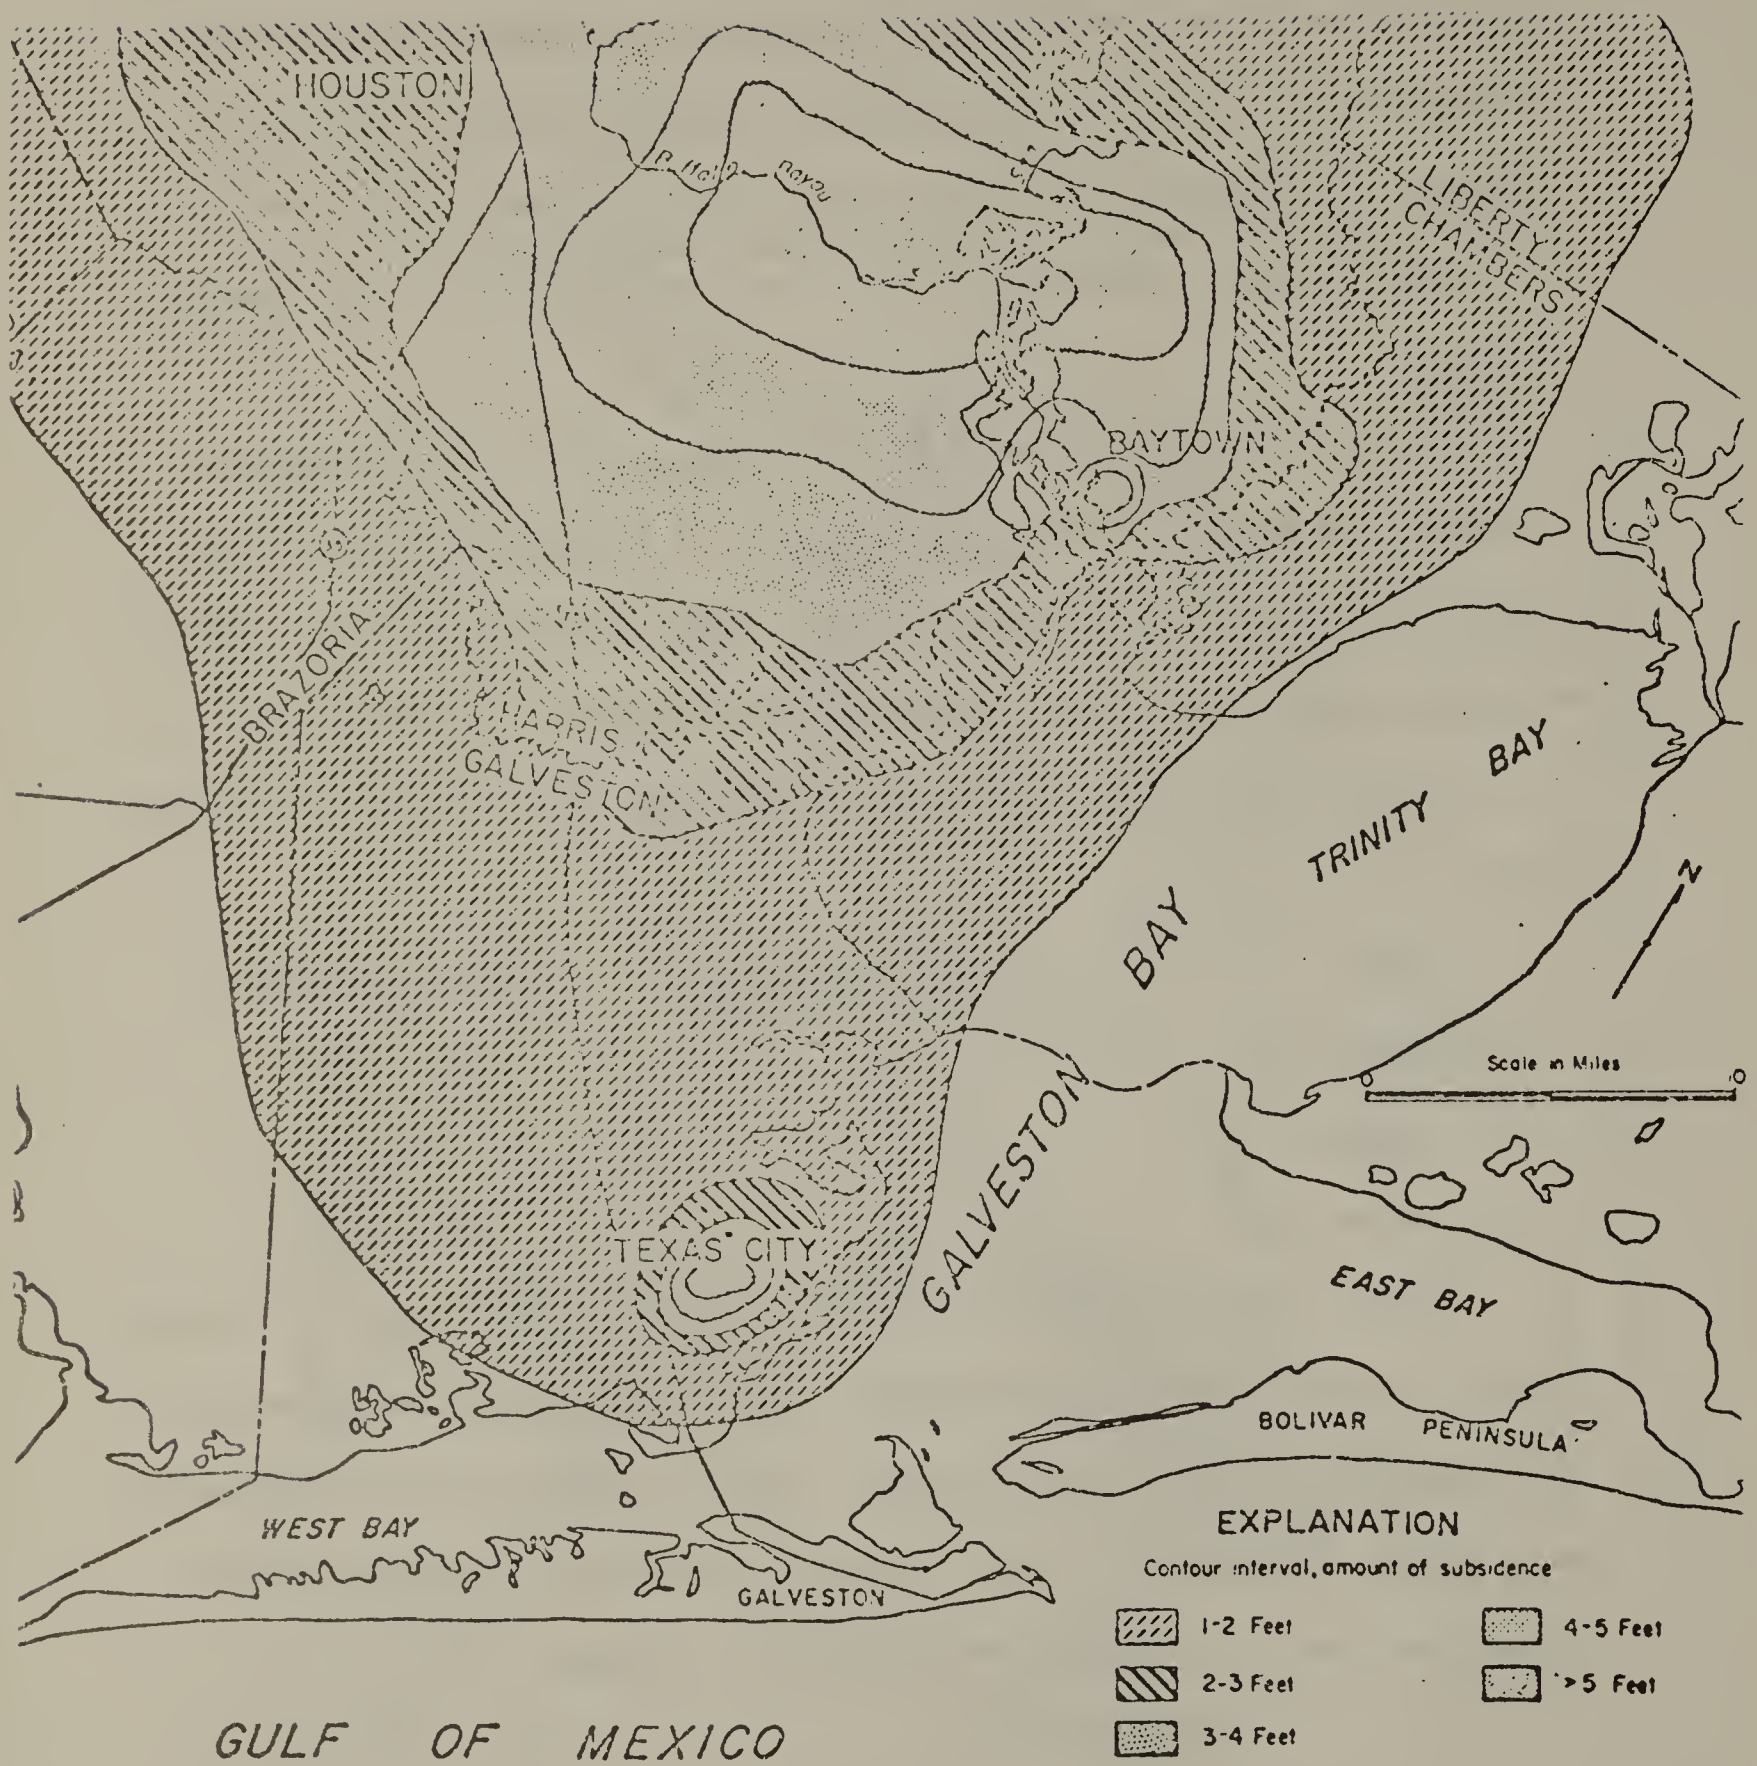 HOUSTON
Buffalo Bayou
LIBERTY
CHAMBERS
BAYTOWN
BRAZORIA
HARRIS
GALVESTON
TRINITY BAY
GALVESTON BAY
N
Scale in Miles
0
TEXAS CITY
EAST BAY
BOLIVAR PENINSULA
WEST BAY
GALVESTON
EXPLANATION
Contour interval, amount of subsidence
1-2 Feet
4-5 Feet
2-3 Feet
>5 Feet
3-4 Feet
GULF OF MEXICO